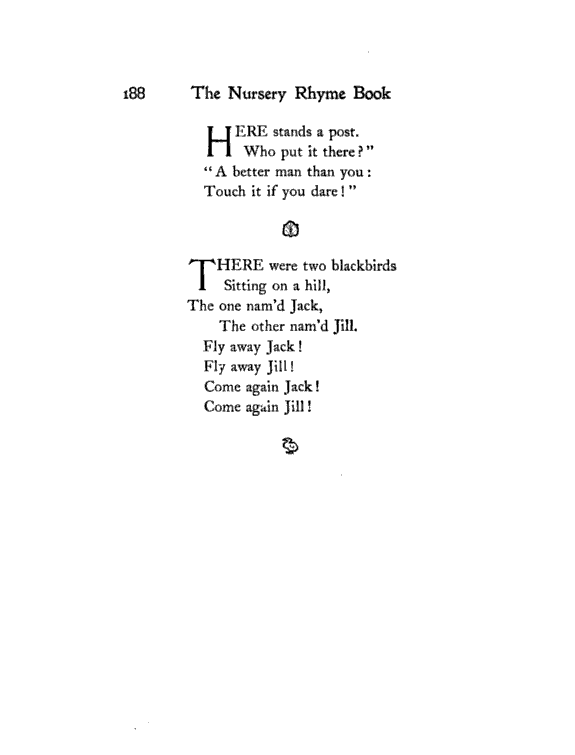 188 The Nursery Rhyme Book
HERE stands a post.
Who put it there?”
“A better man than you:
Touch it if you dare!”
THERE were two blackbirds
Sitting on a hill,
The one nam'd Jack,
The other nam'd Jill.
Fly away Jack!
Fly away Jill!
Come again Jack!
Come again Jill!